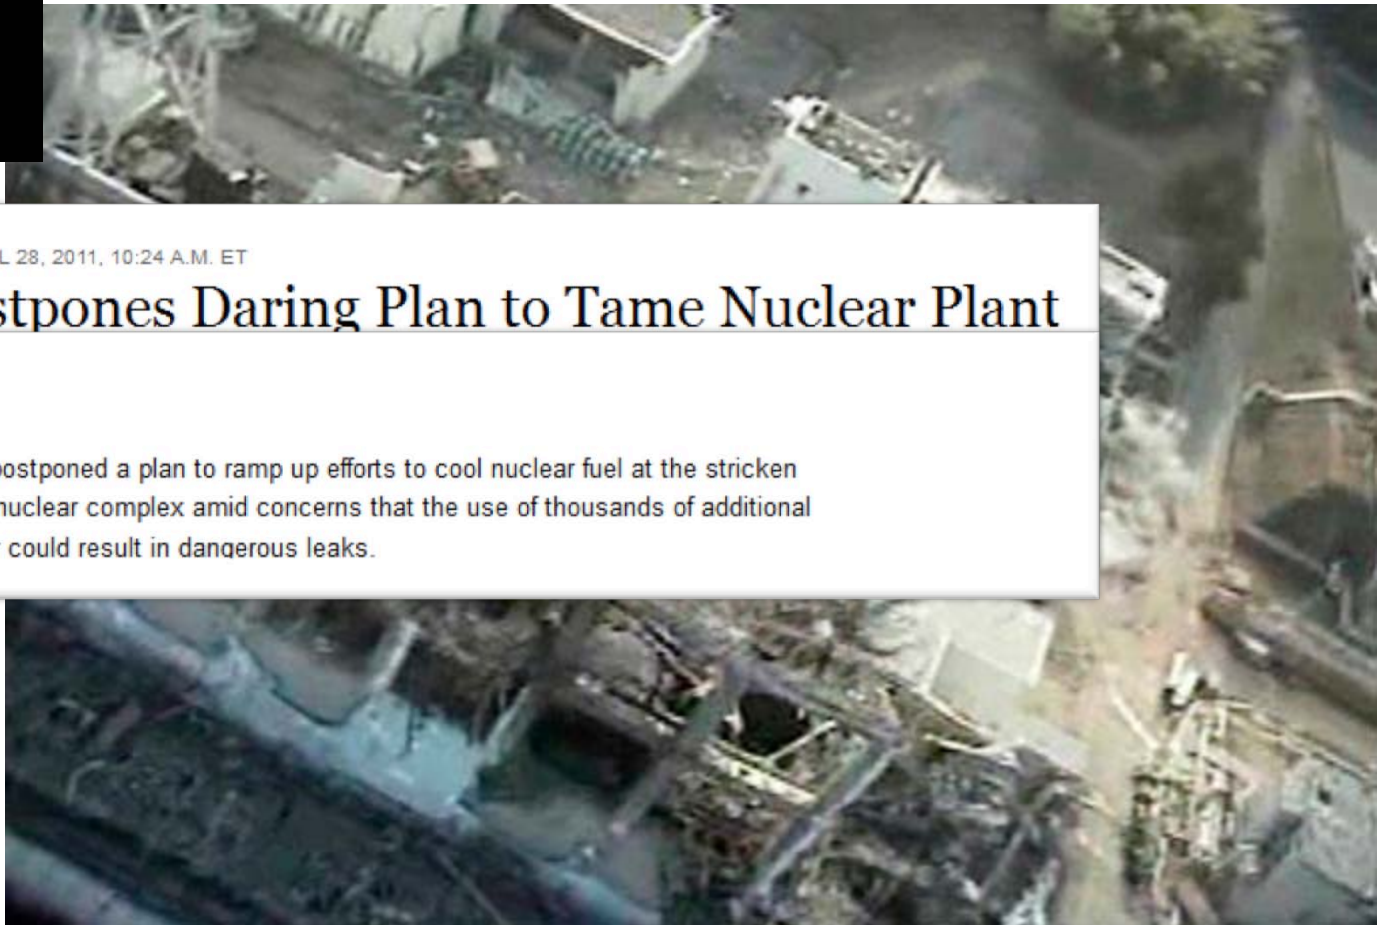 L 28, 2011, 10:24 A.M. ET
stpones Daring Plan to Tame Nuclear Plant
postponed a plan to ramp up efforts to cool nuclear fuel at the stricken
nuclear complex amid concerns that the use of thousands of additional
could result in dangerous leaks.